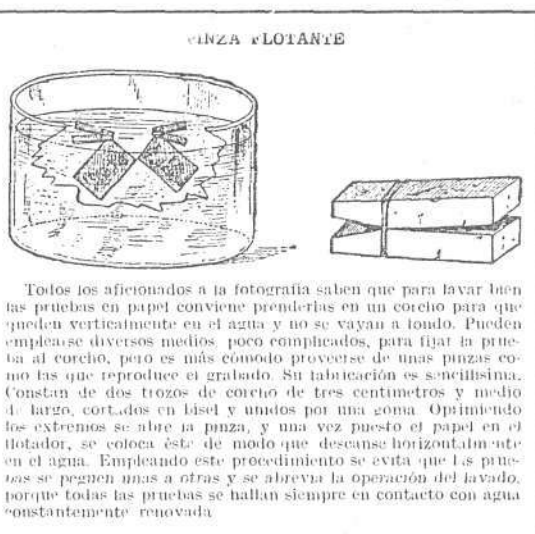 PINZA FLOTANTE
Todos los aficionados a la fotografía saben que para lavar bien
las pruebas en papel conviene prenderlas en un corcho para que
queden verticalmente en el agua y no se vayan a fondo. Pueden
emplearse diversos medios, poco complicados, para fijar la prue-
ba al corcho, pero es más cómodo proveerse de unas pinzas co-
mo las que reproduce el grabado. Su fabricación es sencillísima.
Constan de dos trozos de corcho de tres centímetros y medio
de largo, cortados en bisel y unidos por una goma. Oprimiendo
los extremos se abre la pinza, y una vez puesto el papel en el
flotador, se coloca éste de modo que descanse horizontalmente
en el agua. Empleando este procedimiento se evita que las prue-
bas se peguen unas a otras y se abrevia la operación del lavado,
porque todas las pruebas se hallan siempre en contacto con agua
constantemente renovada